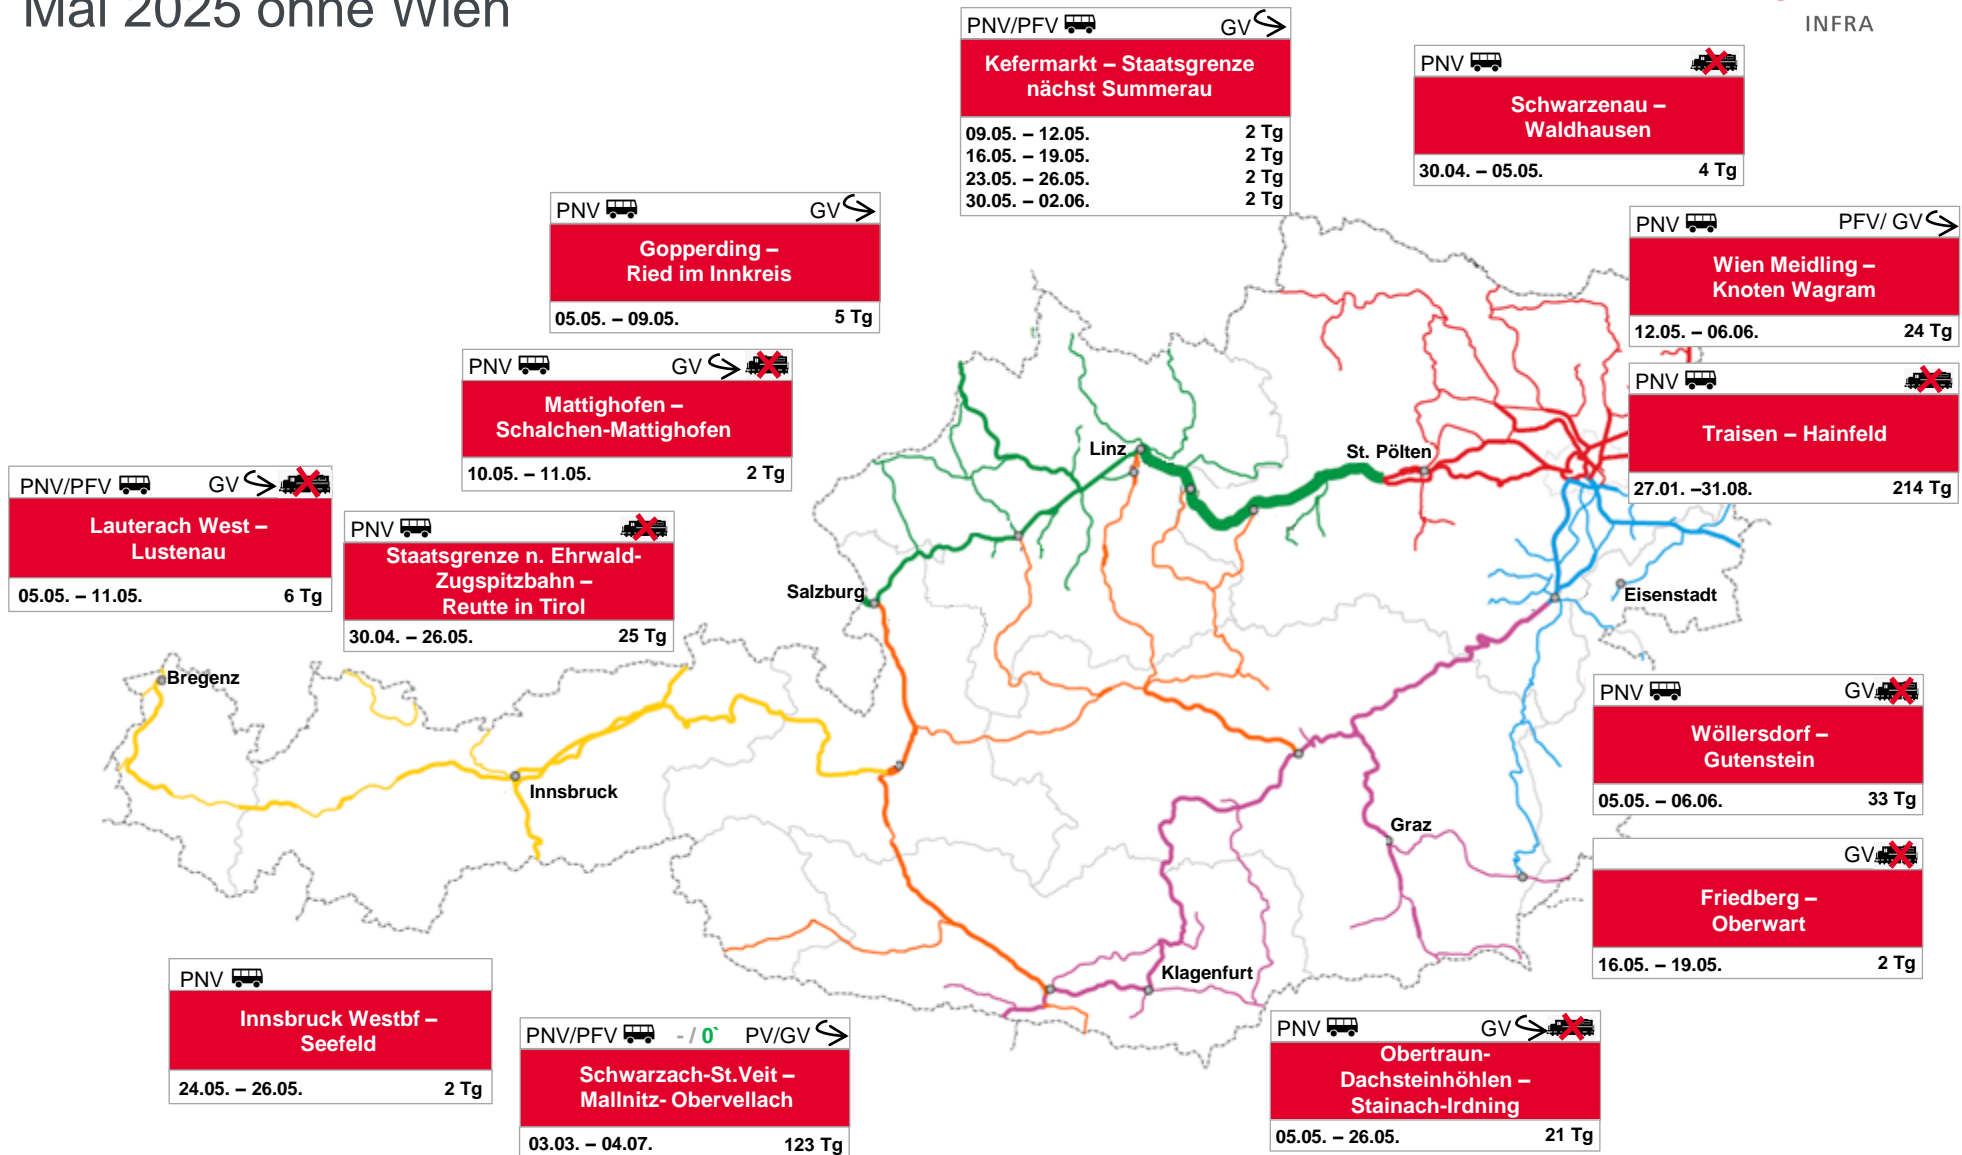 Mai 2025 ohne Wien
INFRA
PNV/PFV GV
Kefermarkt – Staatsgrenze
nächst Summerau
09.05. – 12.05. 2 Tg
16.05. – 19.05. 2 Tg
23.05. – 26.05. 2 Tg
30.05. – 02.06. 2 Tg
PNV
Schwarzenau –
Waldhausen
30.04. – 05.05. 4 Tg
PNV GV
Gopperding –
Ried im Innkreis
05.05. – 09.05. 5 Tg
PNV PFV/ GV
Wien Meidling –
Knoten Wagram
12.05. – 06.06. 24 Tg
PNV GV
Mattighofen –
Schalchen-Mattighofen
10.05. – 11.05. 2 Tg
PNV
Traisen – Hainfeld
27.01. –31.08. 214 Tg
PNV/PFV GV
Lauterach West –
Lustenau
05.05. – 11.05. 6 Tg
PNV
Staatsgrenze n. Ehrwald-
Zugspitzbahn –
Reutte in Tirol
30.04. – 26.05. 25 Tg
Linz
St. Pölten
Salzburg
Eisenstadt
Bregenz
Innsbruck
Graz
Klagenfurt
PNV GV
Wöllersdorf –
Gutenstein
05.05. – 06.06. 33 Tg
GV
Friedberg –
Oberwart
16.05. – 19.05. 2 Tg
PNV
Innsbruck Westbf –
Seefeld
24.05. – 26.05. 2 Tg
PNV/PFV - / 0` PV/GV
Schwarzach-St.Veit –
Mallnitz- Obervellach
03.03. – 04.07. 123 Tg
PNV GV
Obertraun-
Dachsteinhöhlen –
Stainach-Irdning
05.05. – 26.05. 21 Tg